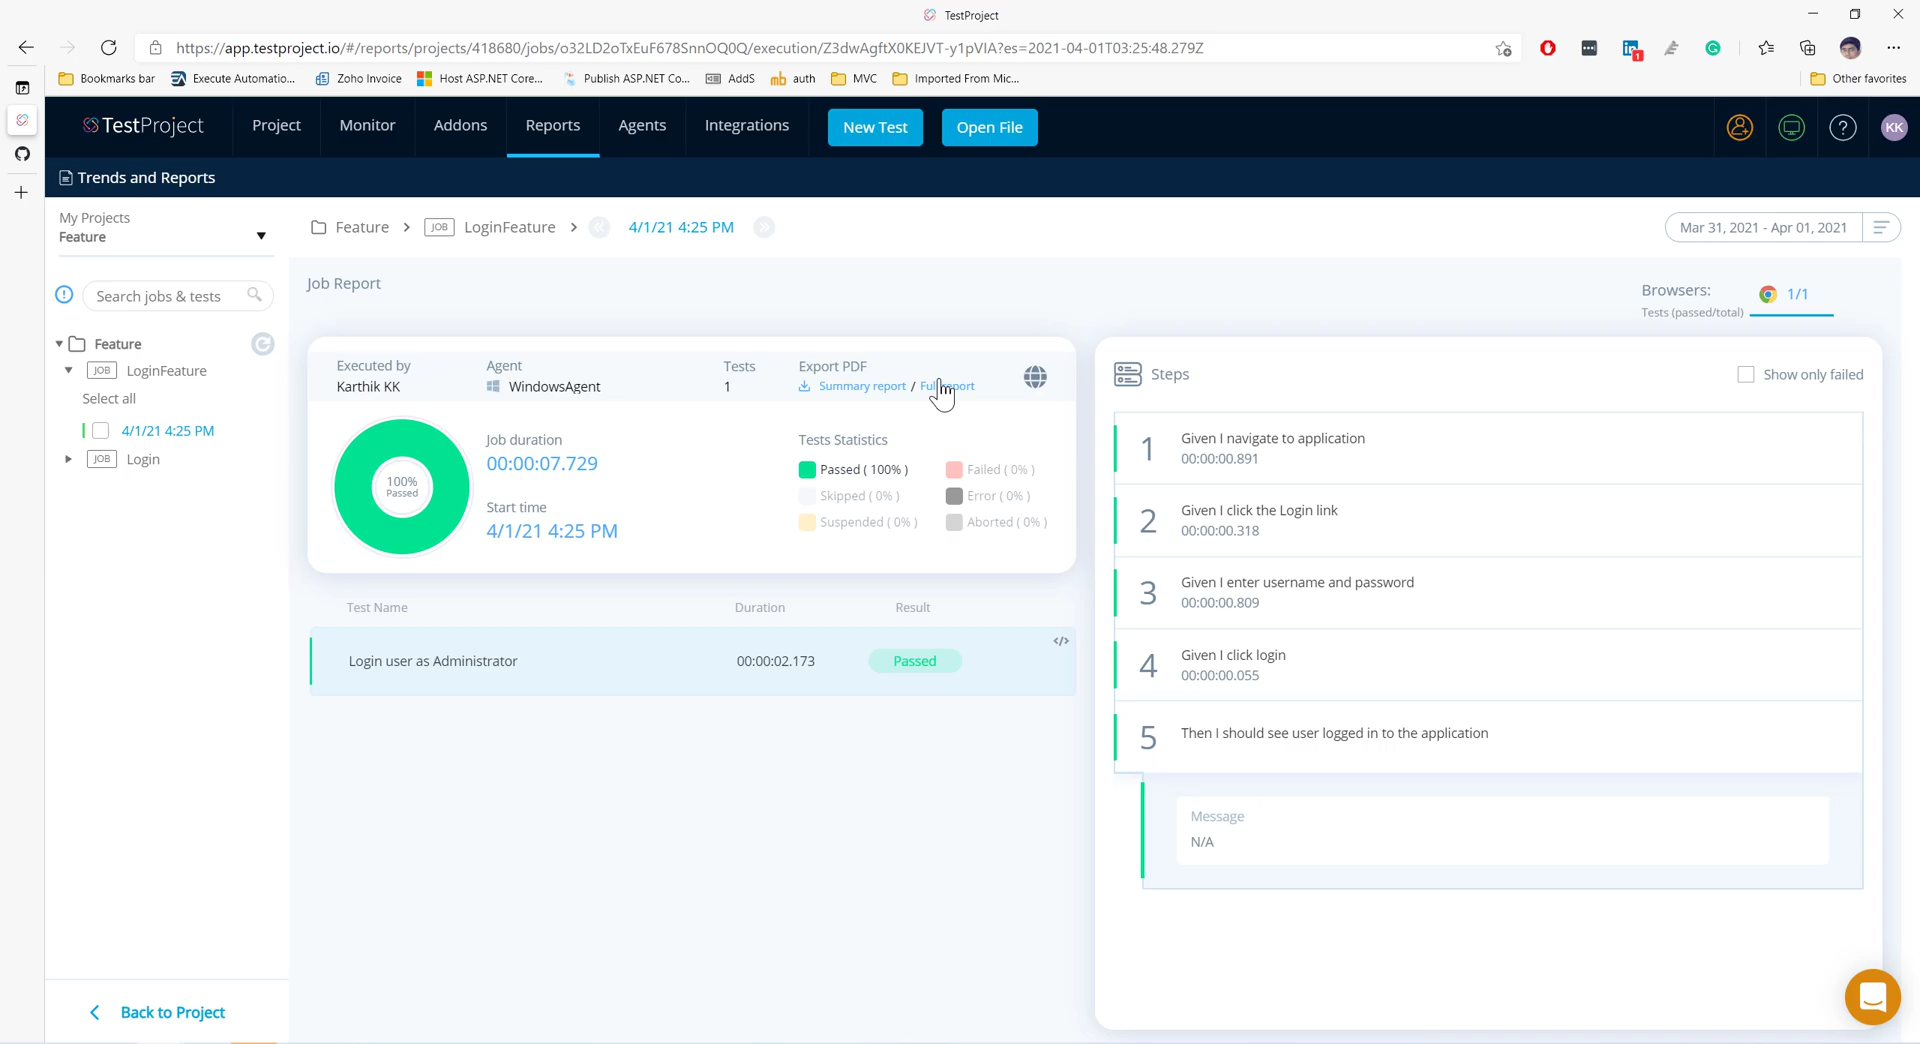 TestProject
https://app.testproject.io/#/reports/projects/418680/jobs/o32LD2oTxEuF678SnnOQ0Q/execution/Z3dwAgftX0KEJVT-y1pVIA?es=2021-04-01T03:25:48.279Z
1
Bookmarks bar
Execute Automatio...
Zoho Invoice
Host ASP.NET Core...
Publish ASP.NET Co...
AddS
auth
MVC
Imported From Mic...
Other favorites
TestProject
Project
Monitor
Addons
Reports
Agents
Integrations
New Test
Open File
?
KK
Trends and Reports
My Projects
Feature
Feature > JOB LoginFeature >
4/1/21 4:25 PM
Mar 31, 2021 - Apr 01, 2021
Search jobs & tests
Feature
JOB LoginFeature
Select all
4/1/21 4:25 PM
JOB Login
Back to Project
Job Report
Browsers:
Tests (passed/total)
1/1
Executed by
Karthik KK
Agent
WindowsAgent
Tests
1
Export PDF
Summary report / Full report
100%
Passed
Job duration
00:00:07.729
Start time
4/1/21 4:25 PM
Tests Statistics
Passed ( 100% )
Failed ( 0% )
Skipped ( 0% )
Error ( 0% )
Suspended ( 0% )
Aborted ( 0% )
Test Name
Duration
Result
</>
Login user as Administrator
00:00:02.173
Passed
Steps
Show only failed
1
Given I navigate to application
00:00:00.891
2
Given I click the Login link
00:00:00.318
3
Given I enter username and password
00:00:00.809
4
Given I click login
00:00:00.055
5
Then I should see user logged in to the application
Message
N/A